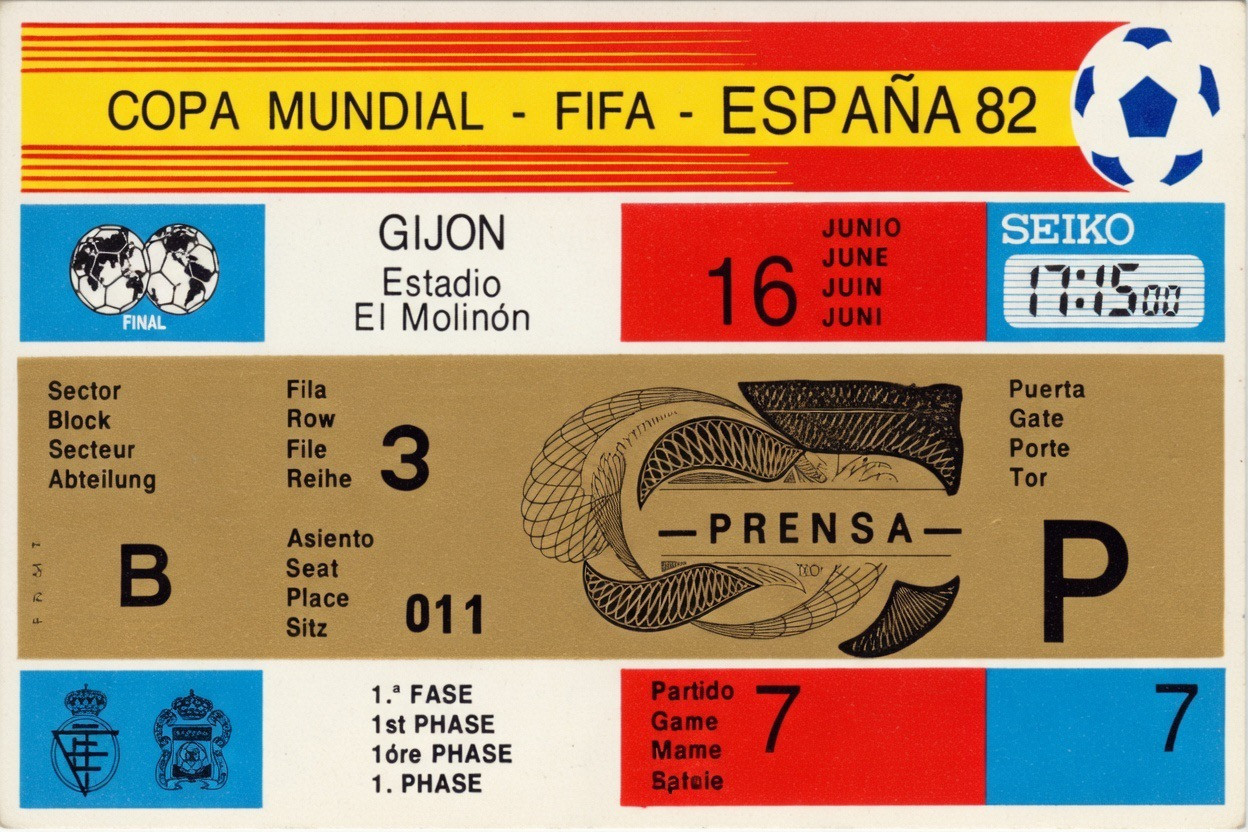 COPA MUNDIAL - FIFA - ESPAÑA 82
FINAL
GIJON
Estadio
El Molinón
16
JUNIO
JUNE
JUIN
JUNI
SEIKO
17:15 00
Sector
Block
Secteur
Abteilung
B
Fila
Row
File
Reihe
3
Asiento
Seat
Place
Sitz
011
—PRENSA—
Puerta
Gate
Porte
Tor
P
1.ª FASE
1st PHASE
1óre PHASE
1. PHASE
Partido
Game
Mame
7
7